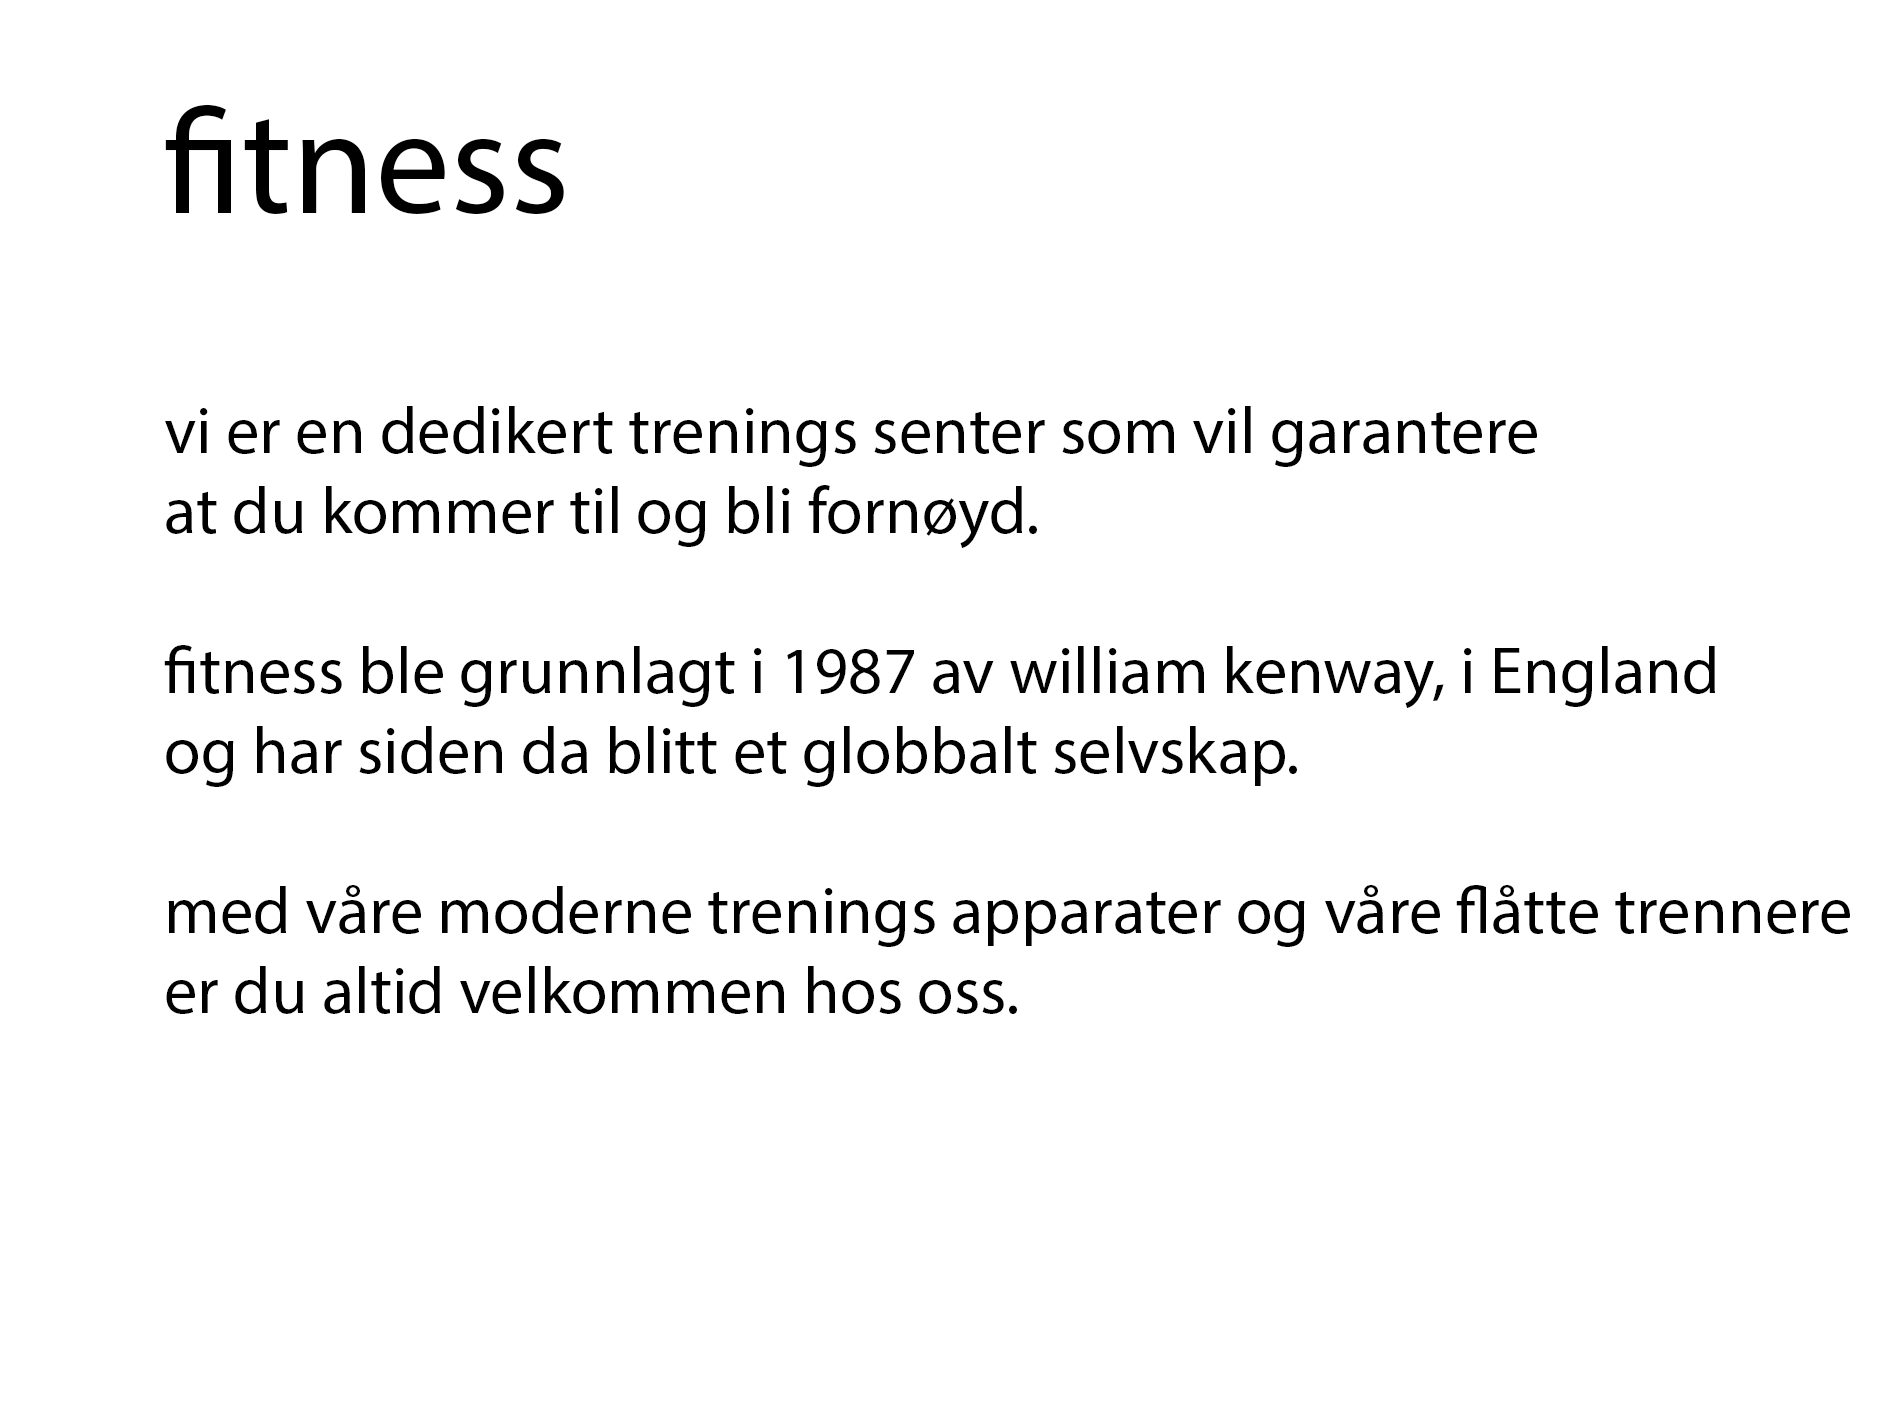 fitness
vi er en dedikert trenings senter som vil garantere
at du kommer til og bli fornøyd.
fitness ble grunnlagt i 1987 av william kenway, i England
og har siden da blitt et globbalt selvskap.
med våre moderne trenings apparater og våre flåtte trennere
er du altid velkommen hos oss.